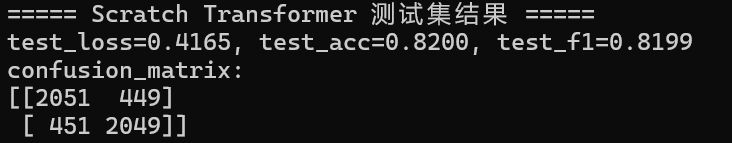 ===== Scratch Transformer 测试集结果 =====
test_loss=0.4165, test_acc=0.8200, test_f1=0.8199
confusion_matrix:
[[2051  449]
 [ 451 2049]]